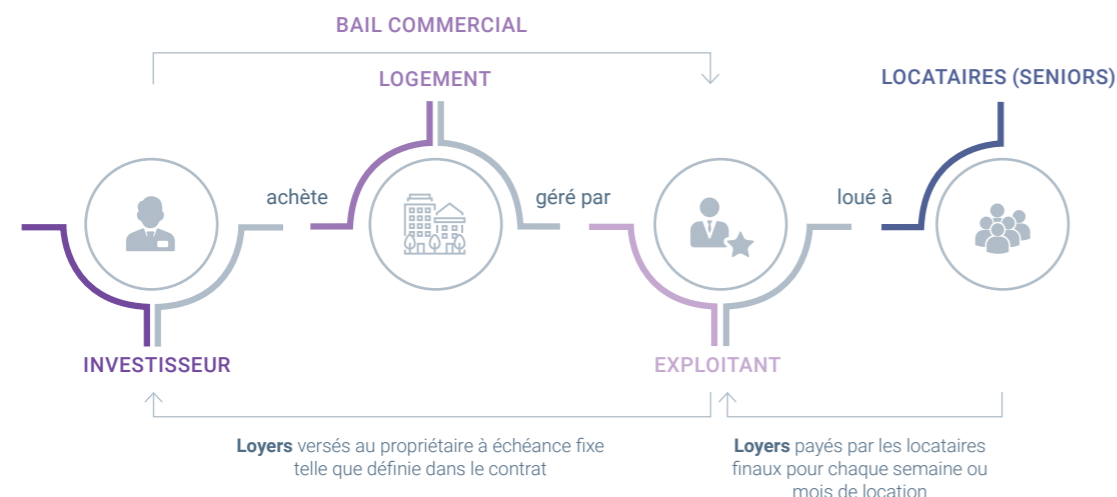 BAIL COMMERCIAL
LOGEMENT
LOCATAIRES (SENIORS)
achète
géré par
loué à
INVESTISSEUR
EXPLOITANT
Loyers versés au propriétaire à échéance fixe
telle que définie dans le contrat
Loyers payés par les locataires
finaux pour chaque semaine ou
mois de location